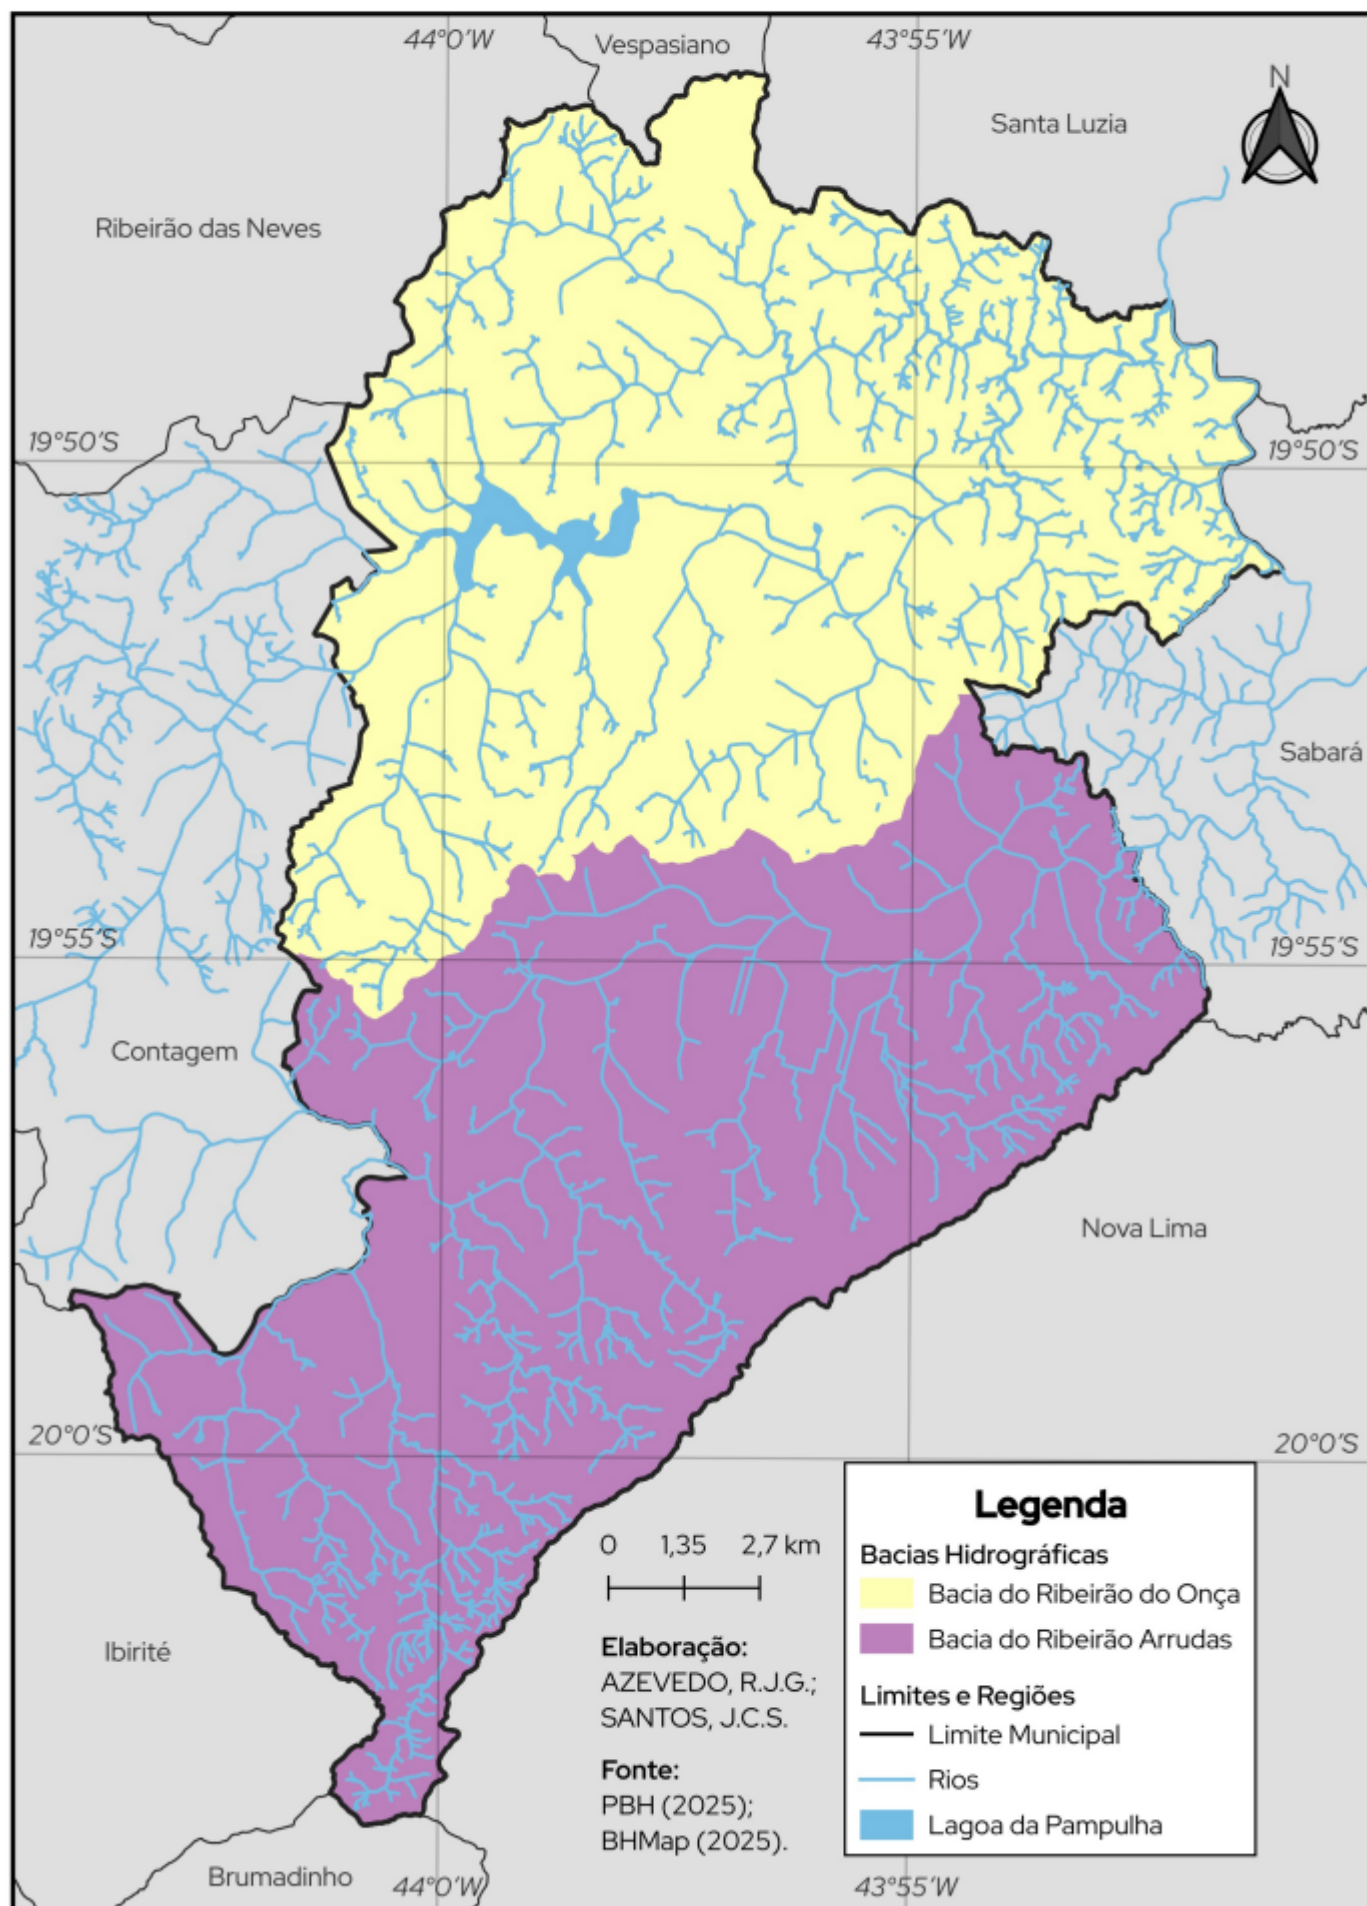 44°0'W
Vespasiano
43°55'W
N
Santa Luzia
Ribeirão das Neves
19°50'S
19°50'S
Sabará
19°55'S
19°55'S
Contagem
Nova Lima
20°0'S
20°0'S
Legenda
Bacias Hidrográficas
Bacia do Ribeirão do Onça
Bacia do Ribeirão Arrudas
Limites e Regiões
Limite Municipal
Rios
Lagoa da Pampulha
0 1,35 2,7 km
Elaboração:
AZEVEDO, R.J.G.;
SANTOS, J.C.S.
Fonte:
PBH (2025);
BHMap (2025).
Ibirité
Brumadinho
44°0'W
43°55'W